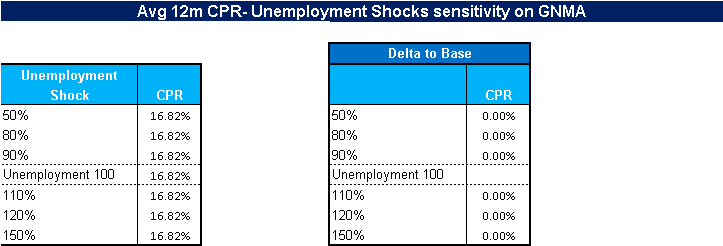 Avg 12m CPR- Unemployment Shocks sensitivity on GNMA
Unemployment
Shock CPR
50% 16.82%
80% 16.82%
90% 16.82%
Unemployment 100 16.82%
110% 16.82%
120% 16.82%
150% 16.82%
Delta to Base
CPR
50% 0.00%
80% 0.00%
90% 0.00%
Unemployment 100
110% 0.00%
120% 0.00%
150% 0.00%